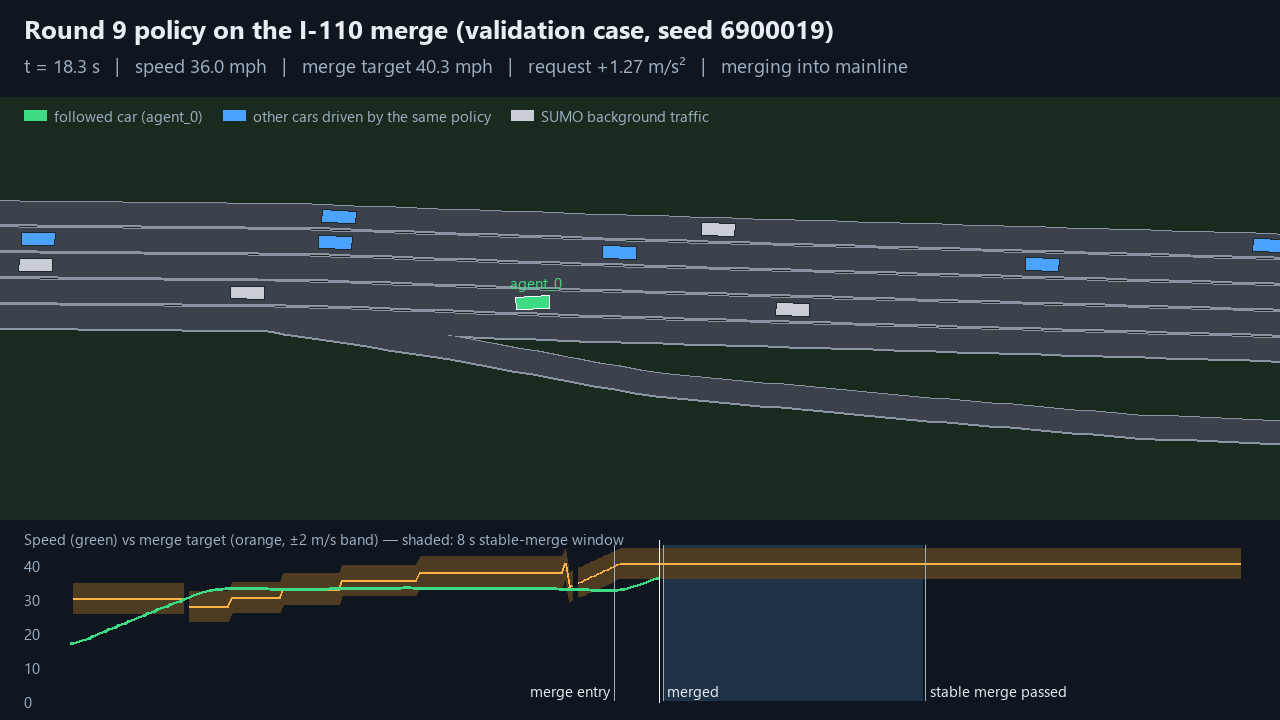 Round 9 policy on the I-110 merge (validation case, seed 6900019)
t = 18.3 s | speed 36.0 mph | merge target 40.3 mph | request +1.27 m/s² | merging into mainline
followed car (agent_0) other cars driven by the same policy SUMO background traffic
agent_0
Speed (green) vs merge target (orange, ±2 m/s band) — shaded: 8 s stable-merge window
40
30
20
10
0
merge entry merged stable merge passed